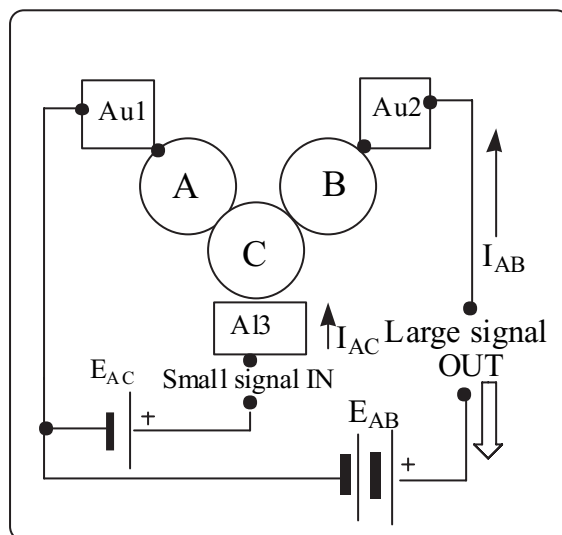 Au1
Au2
A
B
C
I_AB
Al3
I_AC
Large signal
OUT
E_AC
Small signal IN
+
E_AB
+